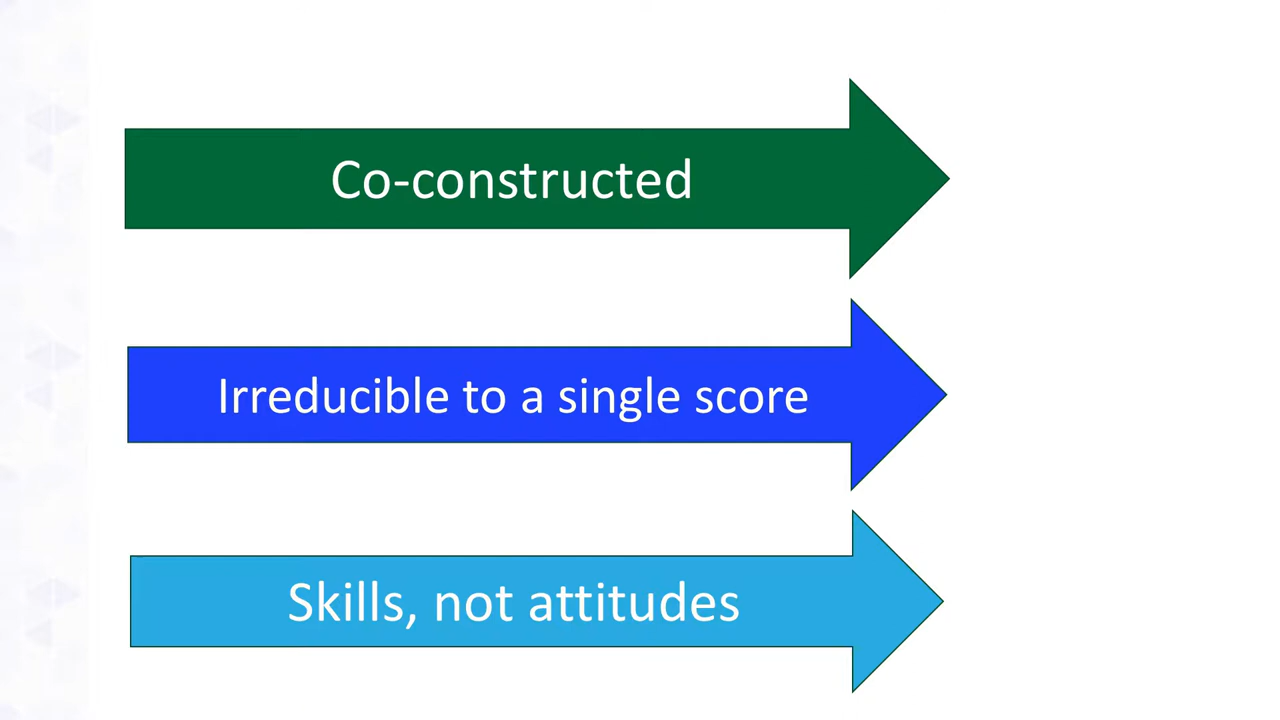 Co-constructed
Irreducible to a single score
Skills, not attitudes